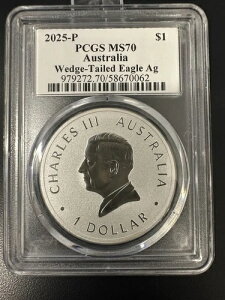 2025-P $1
PCGS MS70
Australia
Wedge-Tailed Eagle Ag
979272.70/58670062
CHARLES III AUSTRALIA
1 DOLLAR